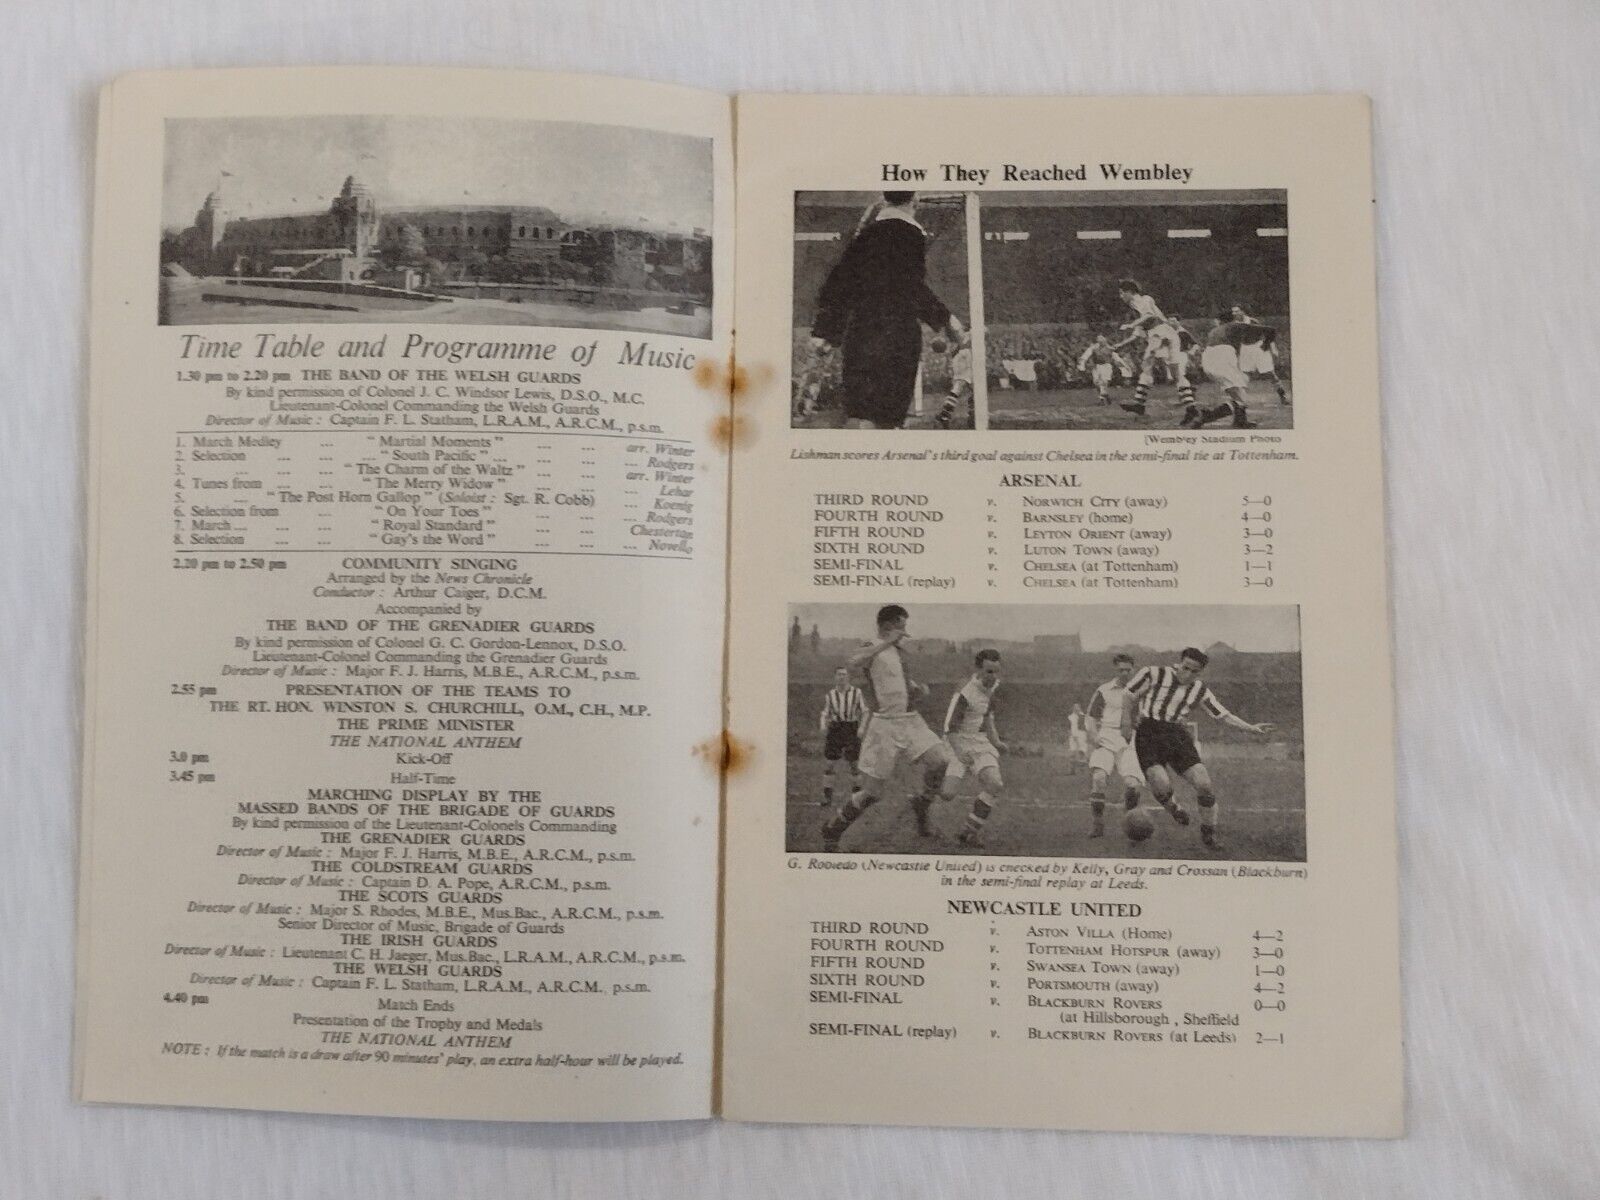 Time Table and Programme of Music
1.30 pm to 2.20 pm THE BAND OF THE WELSH GUARDS
By kind permission of Colonel J. C. Windsor Lewis, D.S.O., M.C.
Lieutenant-Colonel Commanding the Welsh Guards
Director of Music : Captain F. L. Statham, L.R.A.M., A.R.C.M., p.s.m.
1. March Medley ... “ Martial Moments ” ... ... arr. Winter
2. Selection ... ... ... “ South Pacific ” ... ... ... Rodgers
3. ... ... “ The Charm of the Waltz ” ... ... arr. Winter
4. Tunes from ... ... “ The Merry Widow ” ... ... ... Lehar
5. ... “ The Post Horn Gallop ” (Soloist : Sgt. R. Cobb) ... Koenig
6. Selection from ... “ On Your Toes ” ... ... ... Rodgers
7. March ... ... ... “ Royal Standard ” ... ... Chesterton
8. Selection ... ... “ Gay's the Word ” ... ... ... Novello
2.20 pm to 2.50 pm COMMUNITY SINGING
Arranged by the News Chronicle
Conductor : Arthur Caiger, D.C.M.
Accompanied by
THE BAND OF THE GRENADIER GUARDS
By kind permission of Colonel G. C. Gordon-Lennox, D.S.O.
Lieutenant-Colonel Commanding the Grenadier Guards
Director of Music : Major F. J. Harris, M.B.E., A.R.C.M., p.s.m.
2.55 pm PRESENTATION OF THE TEAMS TO
THE RT. HON. WINSTON S. CHURCHILL, O.M., C.H., M.P.
THE PRIME MINISTER
THE NATIONAL ANTHEM
3.0 pm Kick-Off
3.45 pm Half-Time
MARCHING DISPLAY BY THE
MASSED BANDS OF THE BRIGADE OF GUARDS
By kind permission of the Lieutenant-Colonels Commanding
THE GRENADIER GUARDS
Director of Music : Major F. J. Harris, M.B.E., A.R.C.M., p.s.m.
THE COLDSTREAM GUARDS
Director of Music : Captain D. A. Pope, A.R.C.M., p.s.m.
THE SCOTS GUARDS
Director of Music : Major S. Rhodes, M.B.E., Mus.Bac., A.R.C.M., p.s.m.
Senior Director of Music, Brigade of Guards
THE IRISH GUARDS
Director of Music : Lieutenant C. H. Jaeger, Mus.Bac., L.R.A.M., A.R.C.M., p.s.m.
THE WELSH GUARDS
Director of Music : Captain F. L. Statham, L.R.A.M., A.R.C.M., p.s.m.
4.40 pm Match Ends
Presentation of the Trophy and Medals
THE NATIONAL ANTHEM
NOTE : If the match is a draw after 90 minutes' play, an extra half-hour will be played.
How They Reached Wembley
[Wembley Stadium Photo
Lishman scores Arsenal's third goal against Chelsea in the semi-final tie at Tottenham.
ARSENAL
THIRD ROUND v. NORWICH CITY (away) 5—0
FOURTH ROUND v. BARNSLEY (home) 4—0
FIFTH ROUND v. LEYTON ORIENT (away) 3—0
SIXTH ROUND v. LUTON TOWN (away) 3—2
SEMI-FINAL v. CHELSEA (at Tottenham) 1—1
SEMI-FINAL (replay) v. CHELSEA (at Tottenham) 3—0
G. Robledo (Newcastle United) is checked by Kelly, Gray and Crossan (Blackburn)
in the semi-final replay at Leeds.
NEWCASTLE UNITED
THIRD ROUND v. ASTON VILLA (Home) 4—2
FOURTH ROUND v. TOTTENHAM HOTSPUR (away) 3—0
FIFTH ROUND v. SWANSEA TOWN (away) 1—0
SIXTH ROUND v. PORTSMOUTH (away) 4—2
SEMI-FINAL v. BLACKBURN ROVERS 0—0
(at Hillsborough , Sheffield
SEMI-FINAL (replay) v. BLACKBURN ROVERS (at Leeds) 2—1